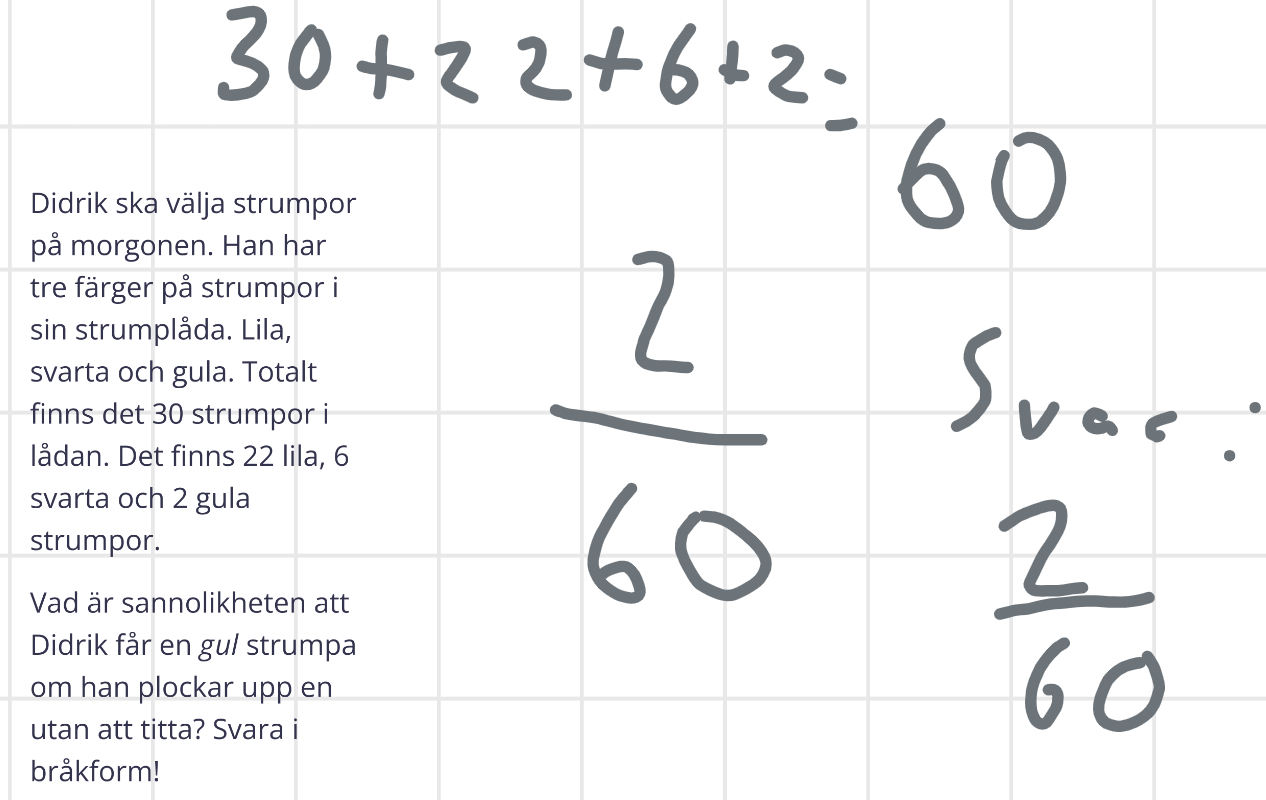 30+22+6+2=
60
Didrik ska välja strumpor
på morgonen. Han har
tre färger på strumpor i
sin strumplåda. Lila,
svarta och gula. Totalt
finns det 30 strumpor i
lådan. Det finns 22 lila, 6
svarta och 2 gula
strumpor.
Vad är sannolikheten att
Didrik får en gul strumpa
om han plockar upp en
utan att titta? Svara i
bråkform!
2
60
Svar:
2
60